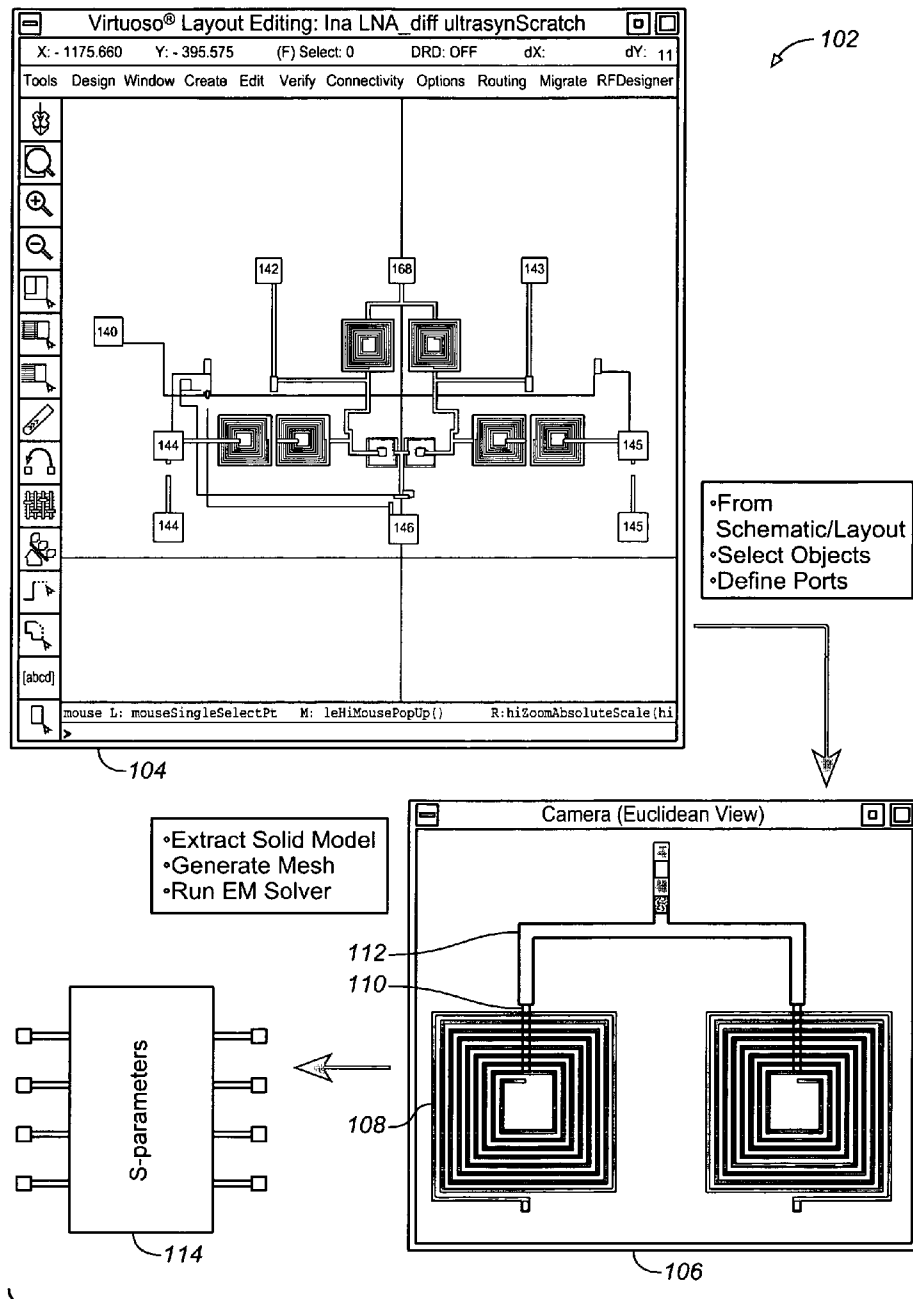 Virtuoso® Layout Editing: Ina LNA_diff ultrasynScratch
102
X: - 1175.660 Y: - 395.575 (F) Select: 0 DRD: OFF dX: dY: 11
Tools Design Window Create Edit Verify Connectivity Options Routing Migrate RFDesigner
142 168 143
140
144 145
144 146 145
[abcd]
mouse L: mouseSingleSelectPt M: leHiMousePopUp() R:hiZoomAbsoluteScale(hi
>
104
•From
Schematic/Layout
•Select Objects
•Define Ports
•Extract Solid Model
•Generate Mesh
•Run EM Solver
Camera (Euclidean View)
112
110
108
S-parameters
114
106